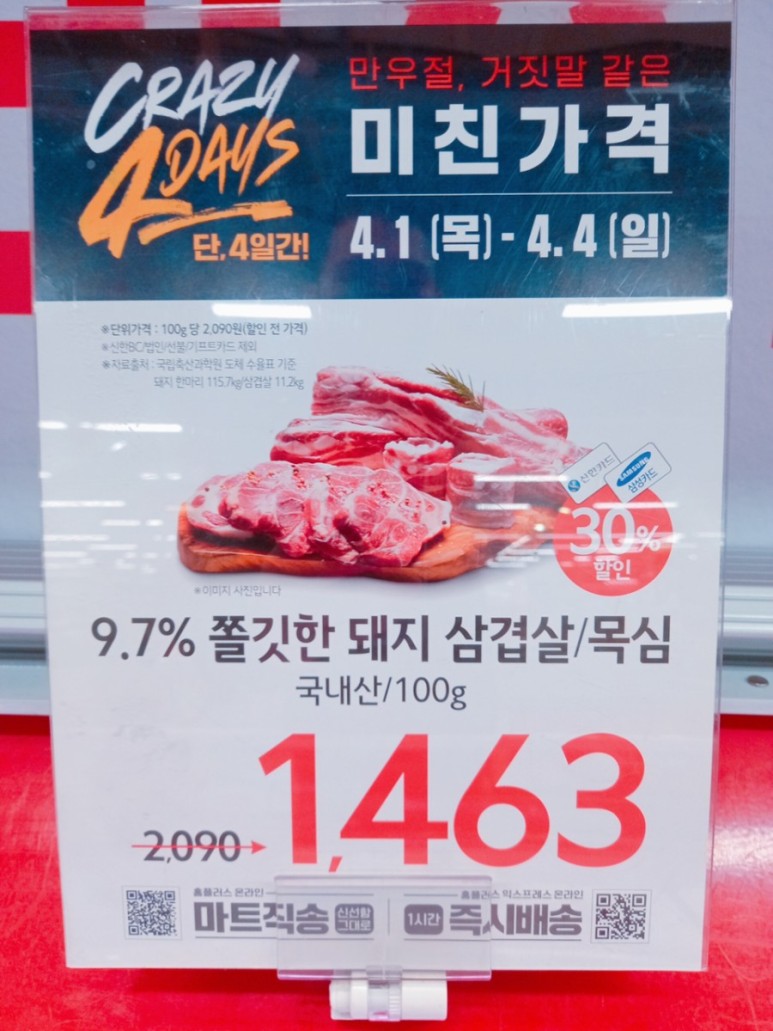 CRAZY
4DAYS
단, 4일간!
만우절, 거짓말 같은
미친가격
4.1 (목) - 4.4 (일)
※단위가격 : 100g 당 2,090원(할인 전 가격)
※신한BC/법인/선불/기프트카드 제외
※자료출처 : 국립축산과학원 도체 수율표 기준
돼지 한마리 115.7kg/삼겹살 11.2kg
신한카드
SAMSUNG
삼성카드
30%
할인
※이미지 사진입니다
9.7% 쫄깃한 돼지 삼겹살/목심
국내산/100g
2,090 → 1,463
홈플러스 온라인
마트직송 신선함 그대로
홈플러스 익스프레스 온라인
1시간 즉시배송